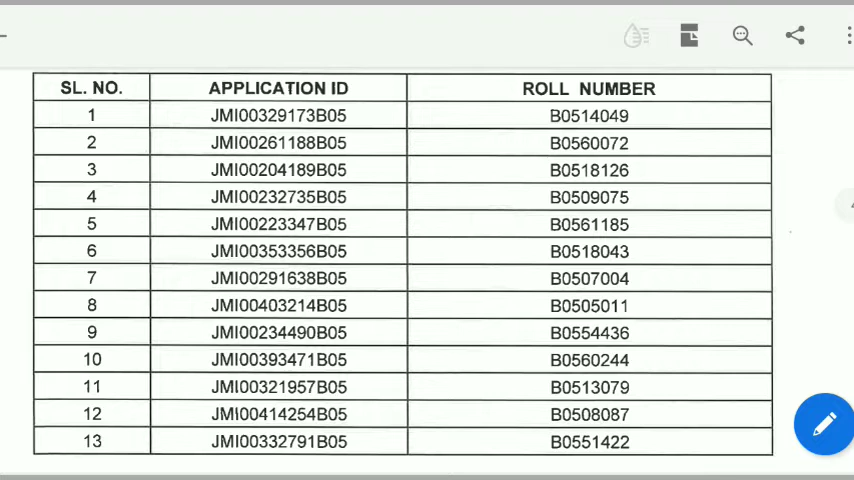 SL. NO. APPLICATION ID ROLL NUMBER
1 JMI00329173B05 B0514049
2 JMI00261188B05 B0560072
3 JMI00204189B05 B0518126
4 JMI00232735B05 B0509075
5 JMI00223347B05 B0561185
6 JMI00353356B05 B0518043
7 JMI00291638B05 B0507004
8 JMI00403214B05 B0505011
9 JMI00234490B05 B0554436
10 JMI00393471B05 B0560244
11 JMI00321957B05 B0513079
12 JMI00414254B05 B0508087
13 JMI00332791B05 B0551422